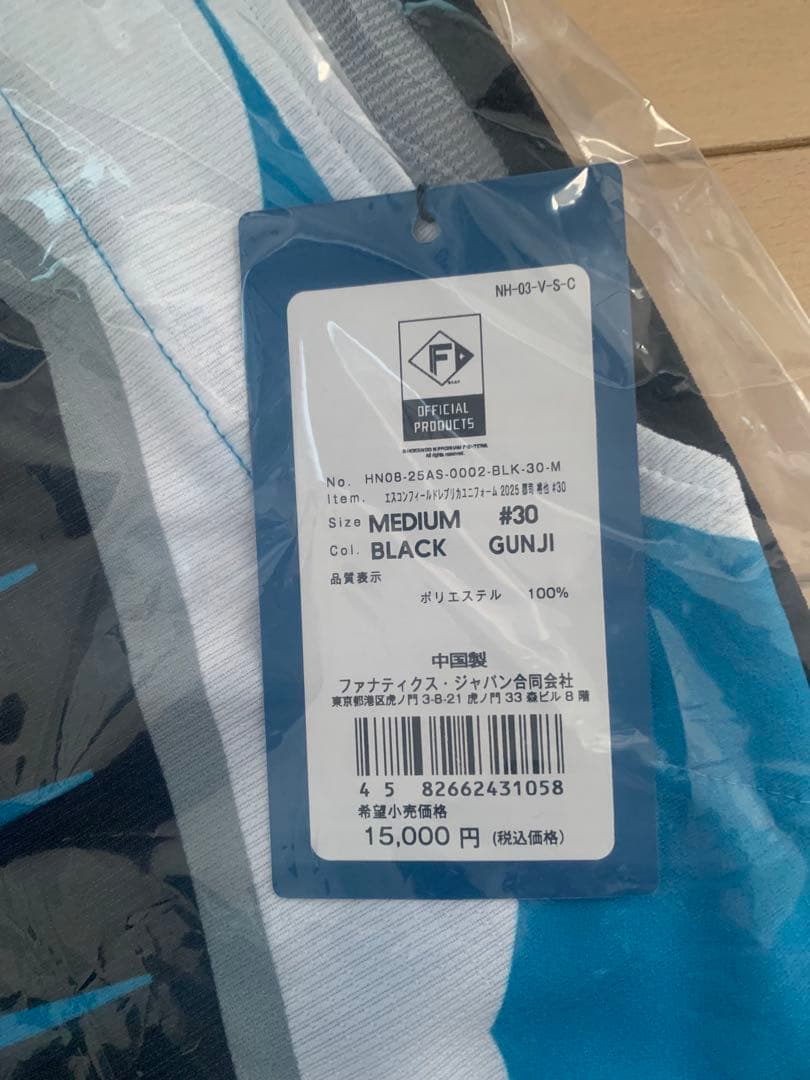 NH-03-V-S-C
F
OFFICIAL
PRODUCTS
All rights reserved.
No. HN08-25AS-0002-BLK-30-M
Item. エスコンフィールドレプリカユニフォーム 2025 郡司 裕也 #30
Size MEDIUM #30
Col. BLACK GUNJI
品質表示
ポリエステル 100%
中国製
ファナティクス・ジャパン合同会社
東京都港区虎ノ門 3-8-21 虎ノ門 33 森ビル 8 階
4 5 82662431058
希望小売価格
15,000 円 (税込価格)